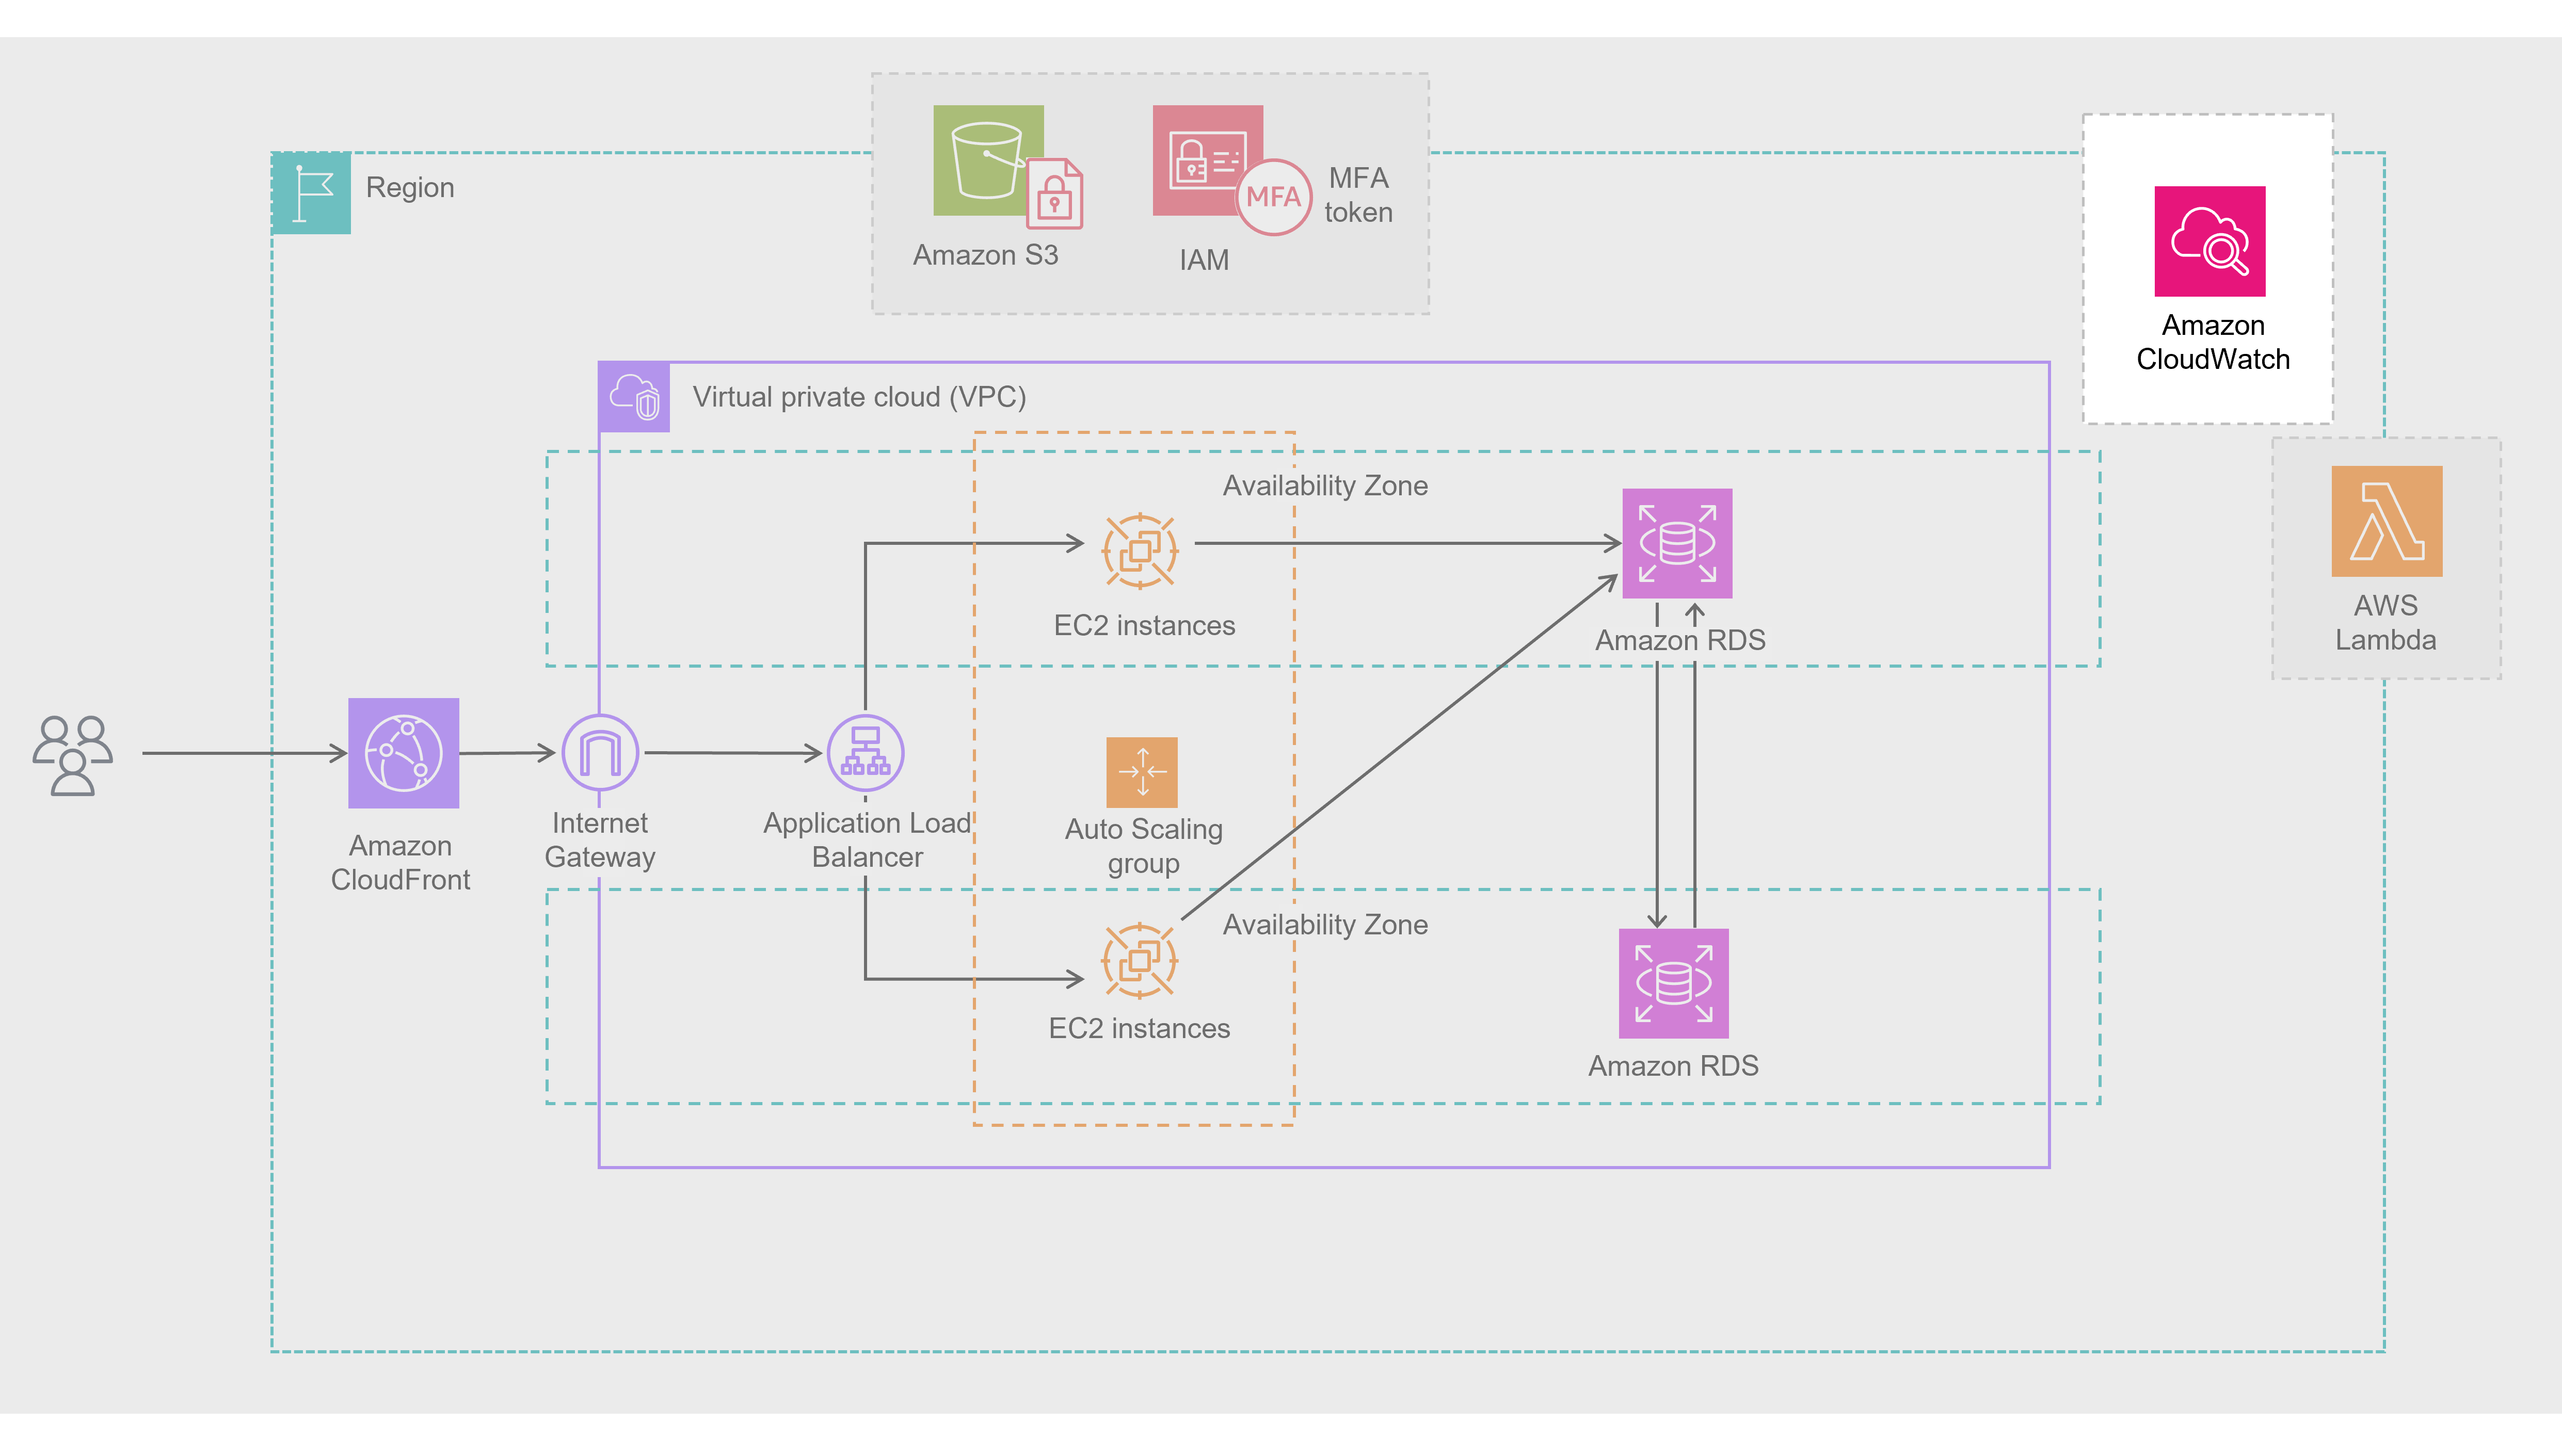 Region
Amazon S3
IAM
MFA
MFA
token
Amazon
CloudWatch
Virtual private cloud (VPC)
Availability Zone
EC2 instances
Amazon RDS
AWS
Lambda
Amazon
CloudFront
Internet
Gateway
Application Load
Balancer
Auto Scaling
group
Availability Zone
EC2 instances
Amazon RDS